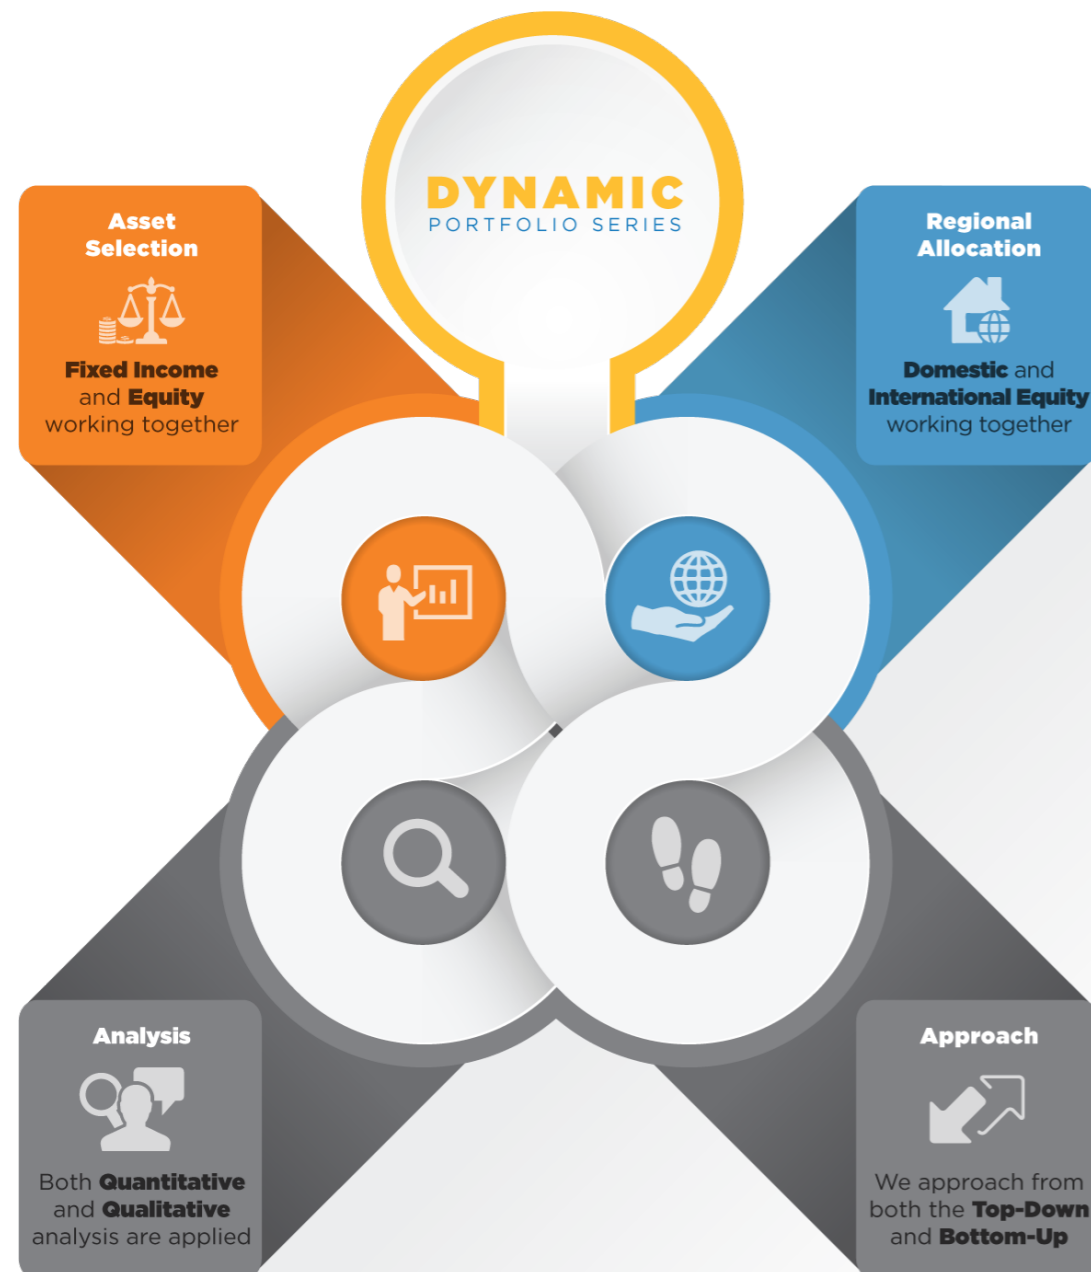 DYNAMIC
PORTFOLIO SERIES
Asset
Selection
Fixed Income
and Equity
working together
Regional
Allocation
Domestic and
International Equity
working together
Analysis
Both Quantitative
and Qualitative
analysis are applied
Approach
We approach from
both the Top-Down
and Bottom-Up